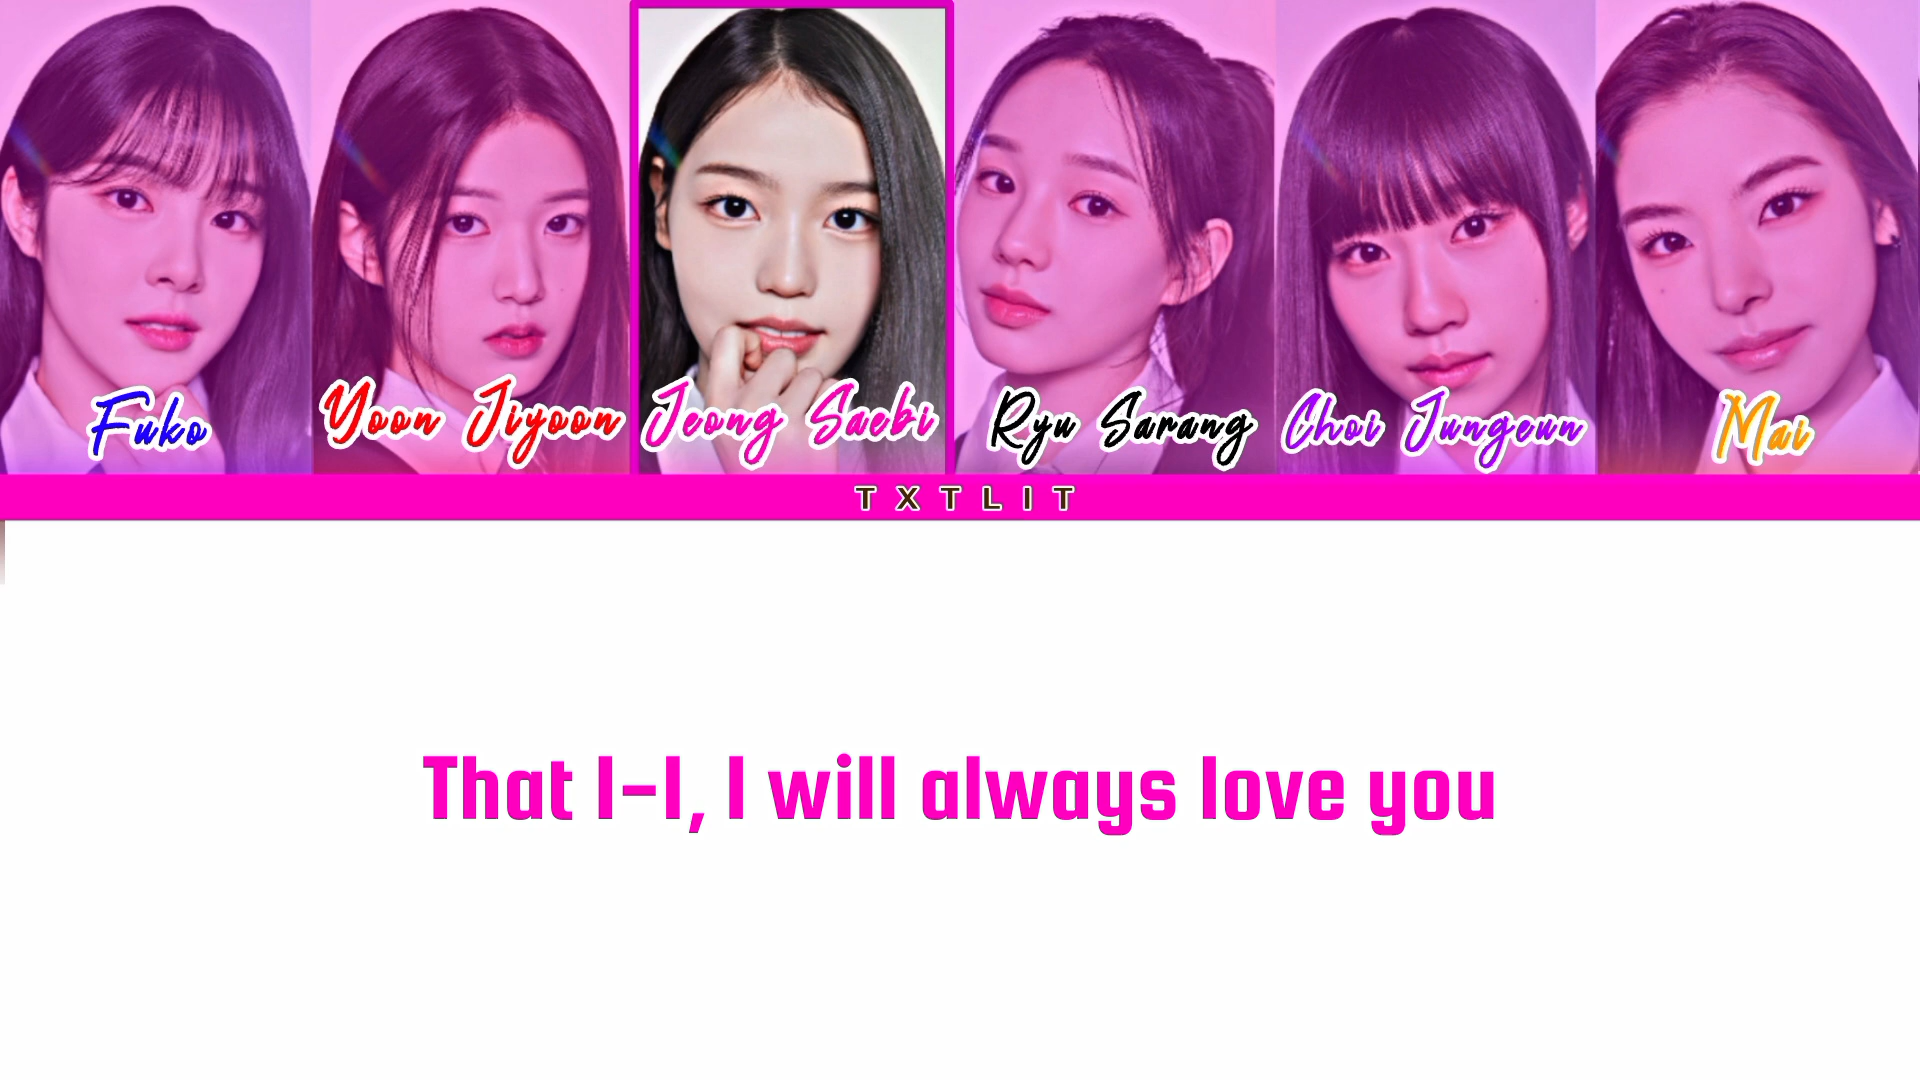 Fuko Yoon Jiyoon Jeong Saebi Ryu Sarang Choi Jungeun Mai
TXTLIT
That I-I, I will always love you